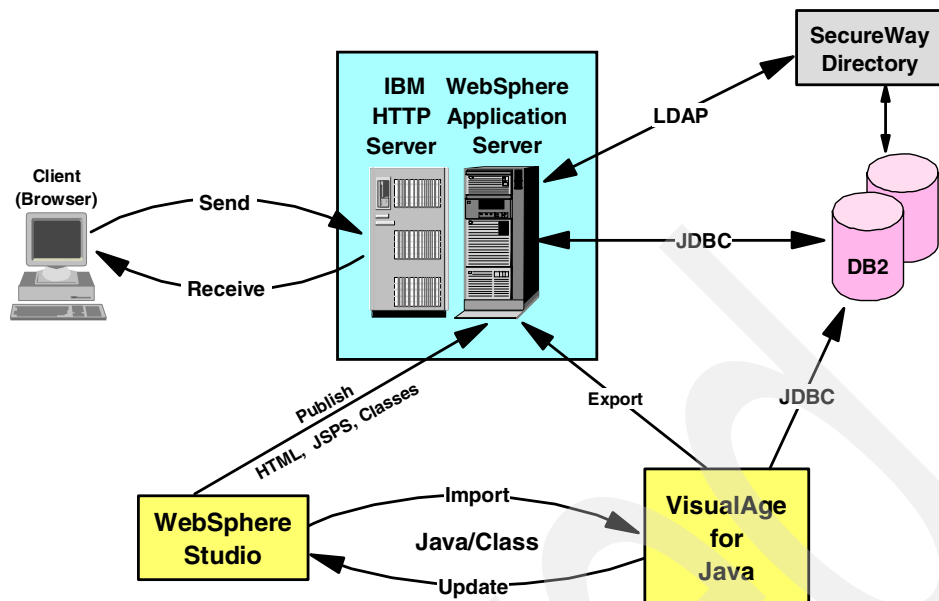 SecureWay
Directory
IBM
HTTP
Server
WebSphere
Application
Server
LDAP
Client
(Browser)
Send
Receive
JDBC
DB2
Publish
HTML, JSPS, Classes
Export
JDBC
WebSphere
Studio
Import
Java/Class
Update
VisualAge
for
Java